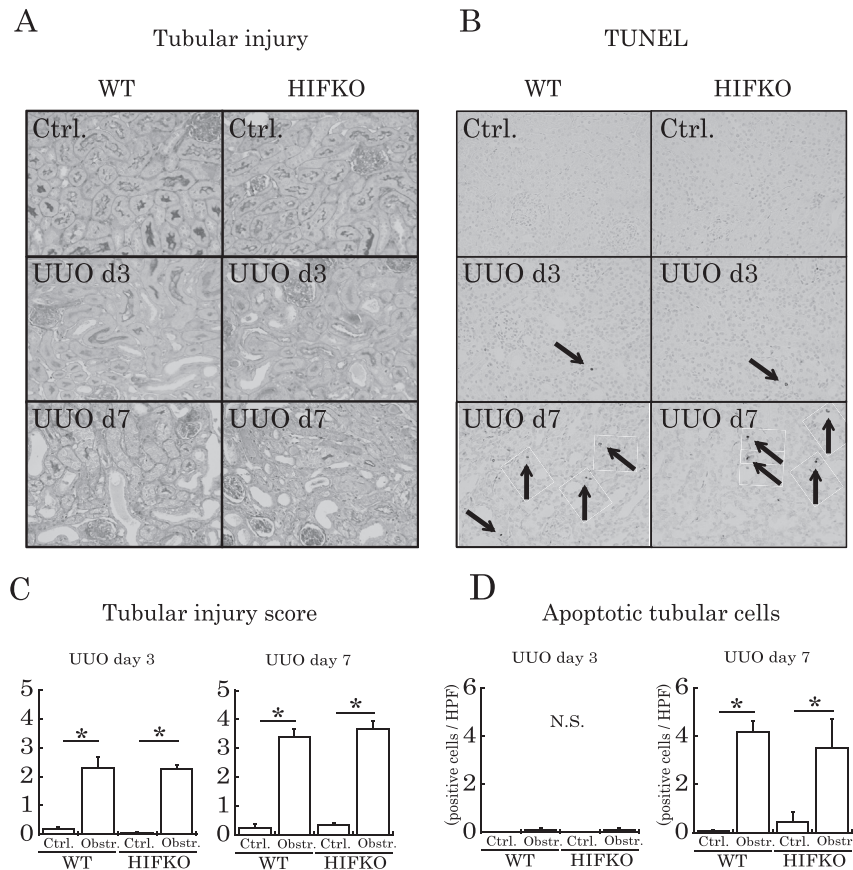 A
Tubular injury
WT HIFKO
Ctrl. Ctrl.
UUO d3 UUO d3
UUO d7 UUO d7
B
TUNEL
WT HIFKO
Ctrl. Ctrl.
UUO d3 UUO d3
UUO d7 UUO d7
C
Tubular injury score
UUO day 3
5
4
3
2
1
0
* *
Ctrl. Obstr. Ctrl. Obstr.
WT HIFKO
UUO day 7
5
4
3
2
1
0
* *
Ctrl. Obstr. Ctrl. Obstr.
WT HIFKO
D
Apoptotic tubular cells
UUO day 3
(positive cells / HPF)
6
4
2
0
N.S.
Ctrl. Obstr. Ctrl. Obstr.
WT HIFKO
UUO day 7
(positive cells / HPF)
6
4
2
0
* *
Ctrl. Obstr. Ctrl. Obstr.
WT HIFKO